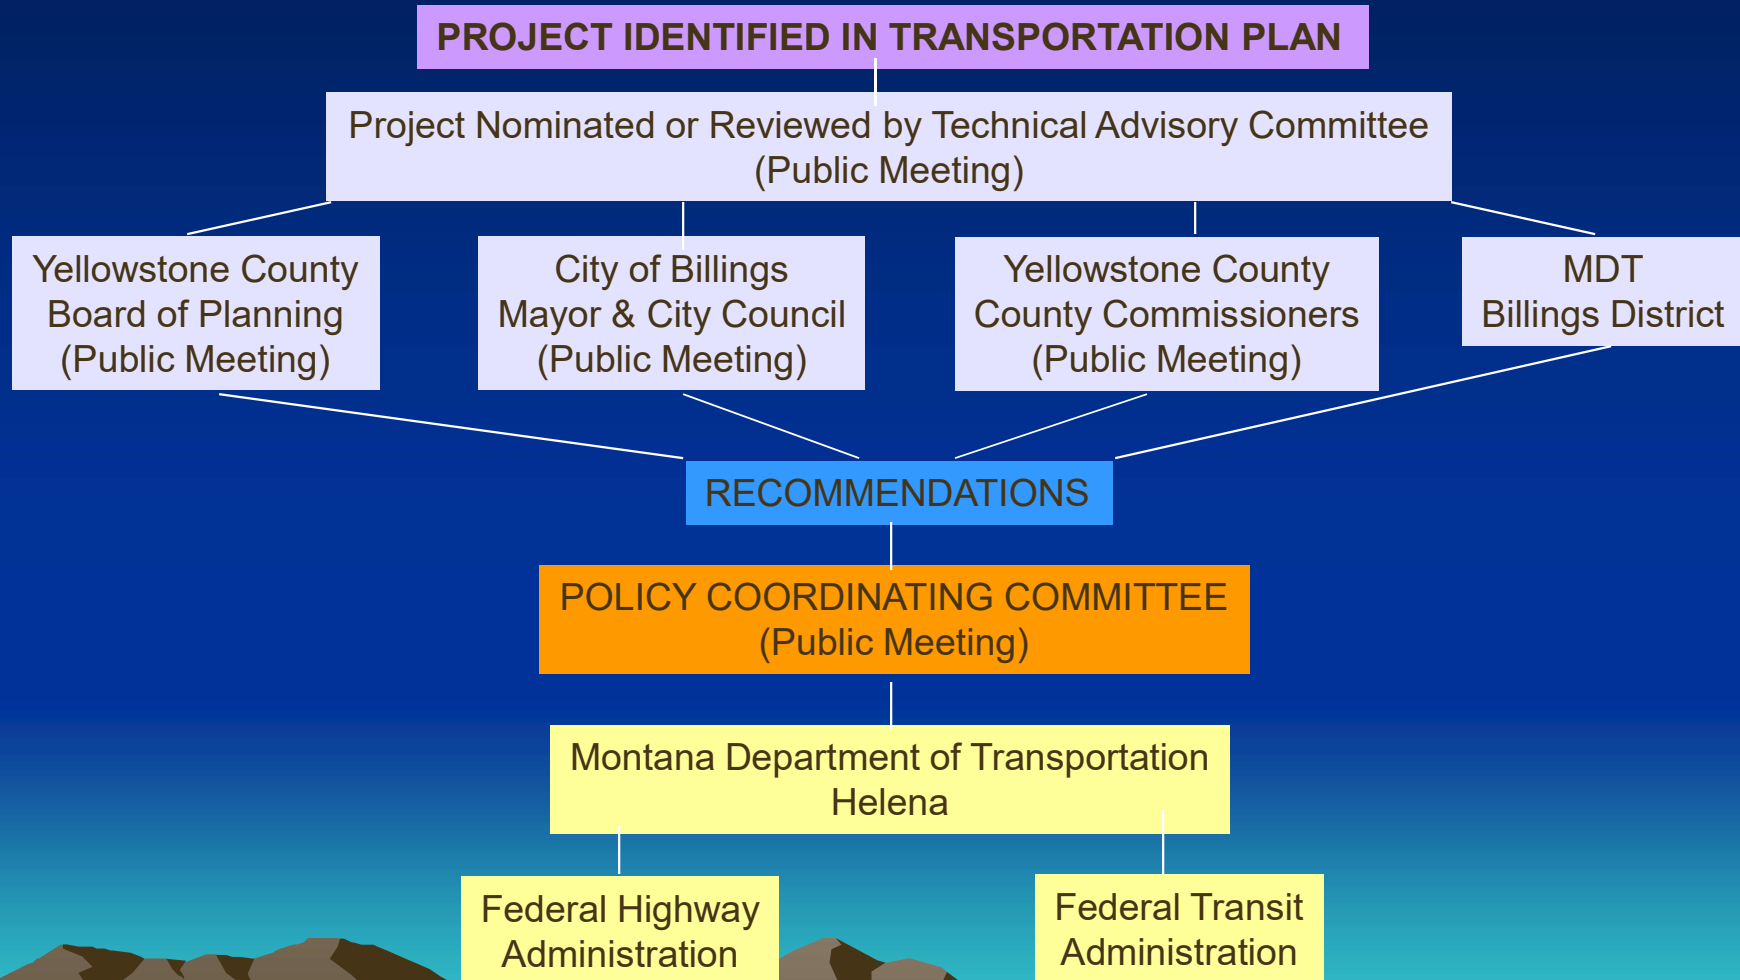 PROJECT IDENTIFIED IN TRANSPORTATION PLAN
Project Nominated or Reviewed by Technical Advisory Committee
(Public Meeting)
Yellowstone County
Board of Planning
(Public Meeting)
City of Billings
Mayor & City Council
(Public Meeting)
Yellowstone County
County Commissioners
(Public Meeting)
MDT
Billings District
RECOMMENDATIONS
POLICY COORDINATING COMMITTEE
(Public Meeting)
Montana Department of Transportation
Helena
Federal Highway
Administration
Federal Transit
Administration